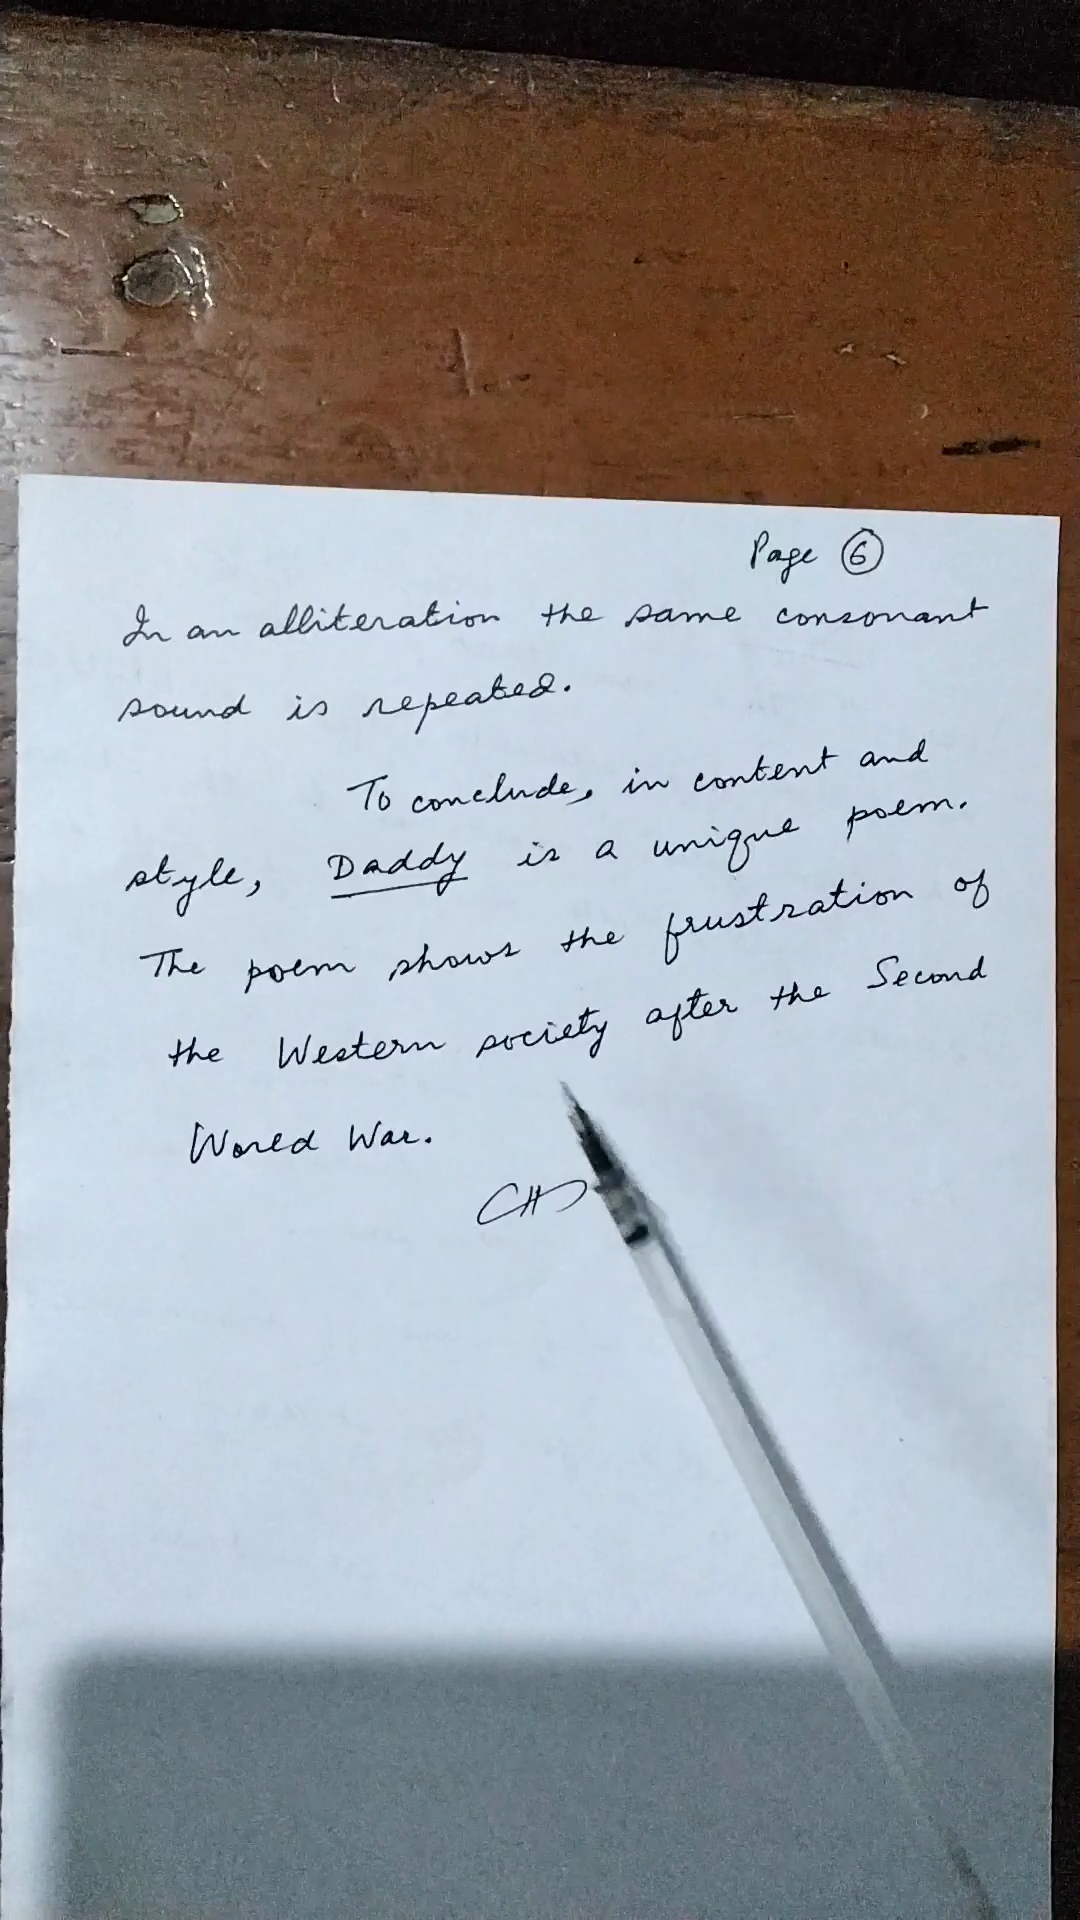 Page 6
In an alliteration the same consonant
sound is repeated.
To conclude, in content and
style, Daddy is a unique poem.
The poem shows the frustration of
the Western society after the Second
World War.